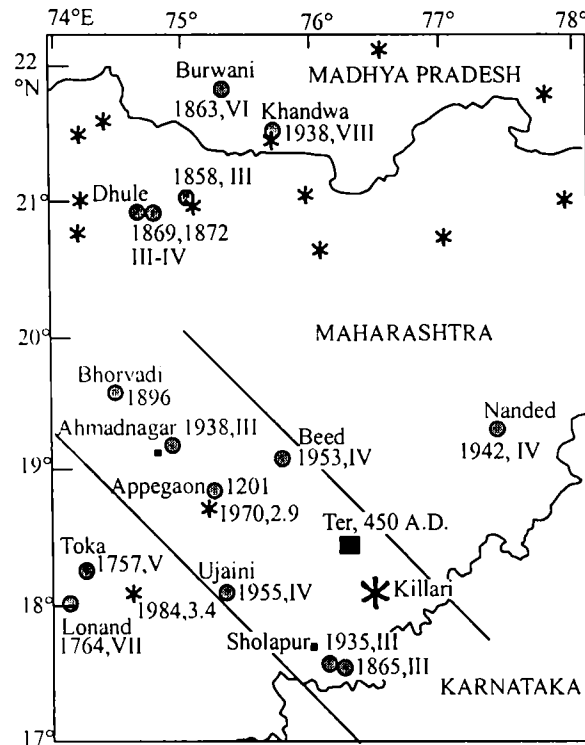 74°E 75° 76° 77° 78°
22
°N
21°
20°
19°
18°
17°
MADHYA PRADESH
Burwani
1863,VI
Khandwa
1938,VIII
1858, III
Dhule
1869,1872
III-IV
MAHARASHTRA
Bhorvadi
1896
Ahmadnagar
1938,III
Beed
1953,IV
Nanded
1942, IV
Appegaon
1201
1970,2.9
Ter, 450 A.D.
Toka
1757,V
Ujaini
1955,IV
Killari
1984,3.4
Lonand
1764,VII
Sholapur
1935,III
1865,III
KARNATAKA